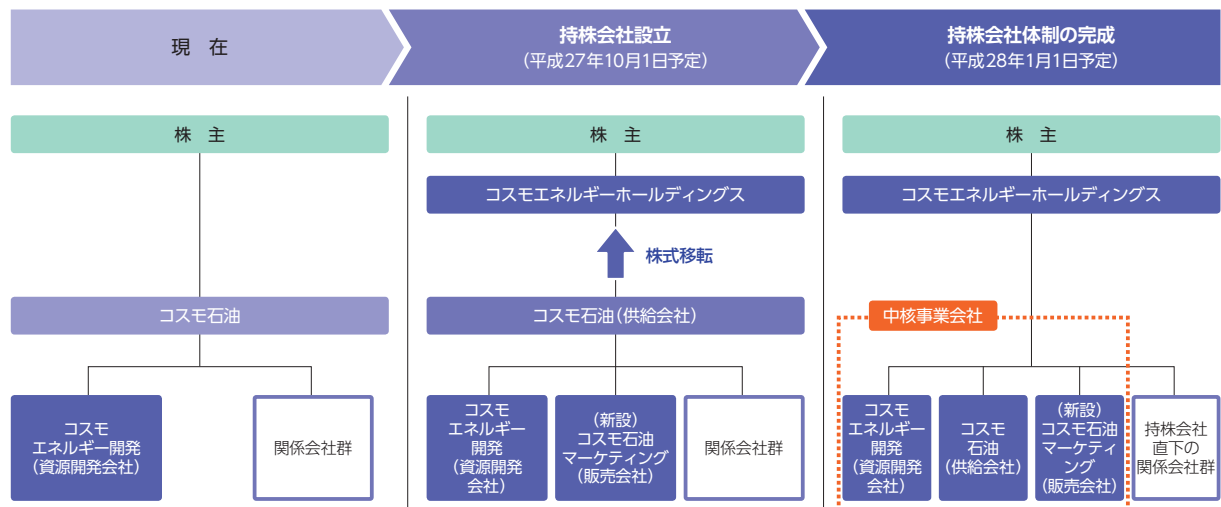 現　在
持株会社設立
（平成27年10月1日予定）
持株会社体制の完成
（平成28年1月1日予定）
株　主
コスモ石油
コスモ
エネルギー開発
（資源開発会社）
関係会社群
株　主
コスモエネルギーホールディングス
株式移転
コスモ石油（供給会社）
コスモ
エネルギー
開発
（資源開発
会社）
（新設）
コスモ石油
マーケティング
（販売会社）
関係会社群
株　主
コスモエネルギーホールディングス
中核事業会社
コスモ
エネルギー
開発
（資源開発
会社）
コスモ
石油
（供給会社）
（新設）
コスモ石油
マーケティ
ング
（販売会社）
持株会社
直下の
関係会社群